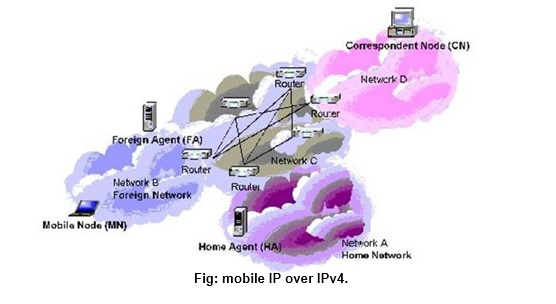 Correspondent Node (CN)
Network D
Router
Router
Foreign Agent (FA)
Network C
Router
Router
Network B
Foreign Network
Mobile Node (MN)
Home Agent (HA)
Network A
Home Network
Fig: mobile IP over IPv4.